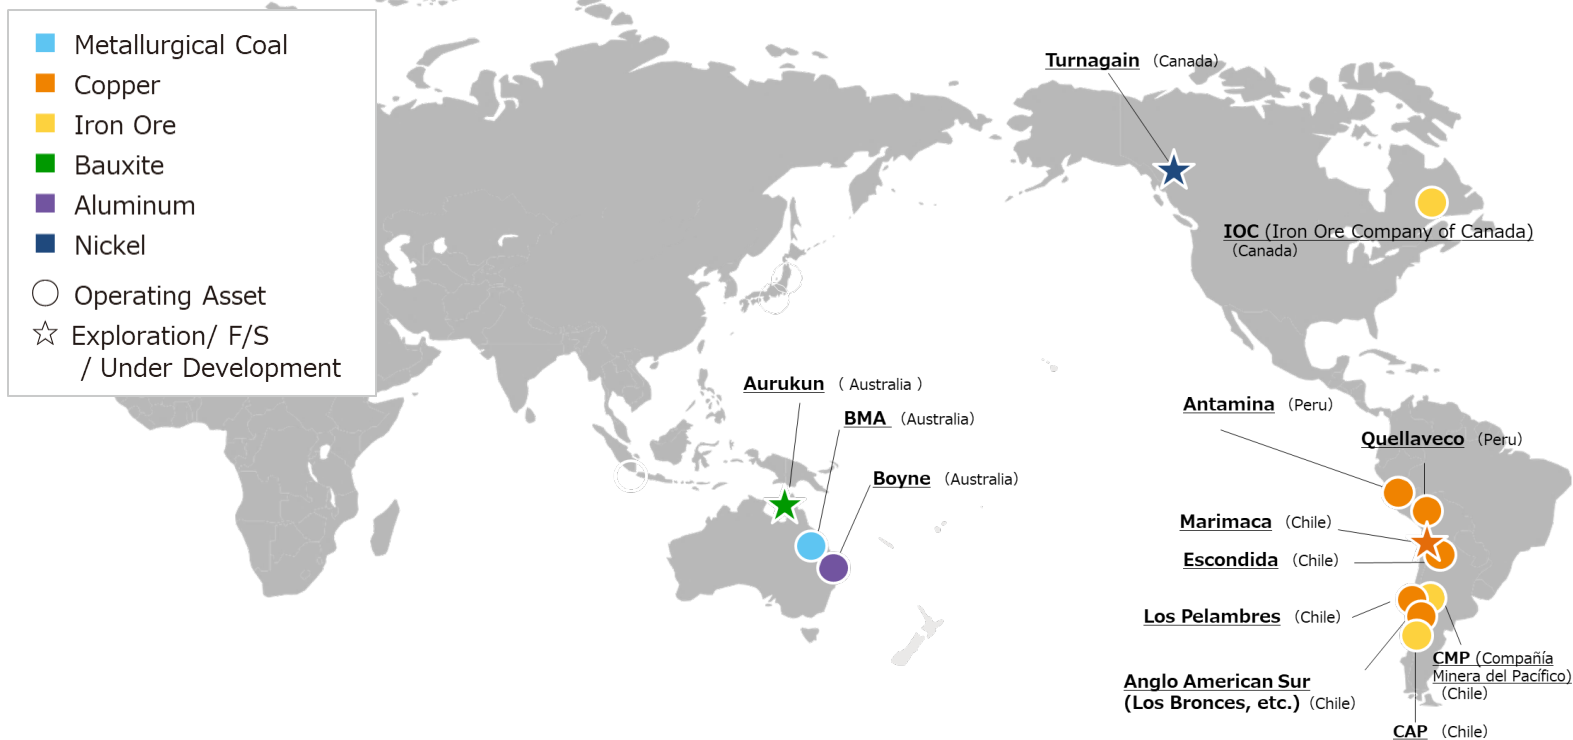 Metallurgical Coal
Copper
Iron Ore
Bauxite
Aluminum
Nickel
Operating Asset
Exploration/ F/S
/ Under Development
Turnagain (Canada)
IOC (Iron Ore Company of Canada)
(Canada)
Aurukun ( Australia )
BMA (Australia)
Boyne (Australia)
Antamina (Peru)
Quellaveco (Peru)
Marimaca (Chile)
Escondida (Chile)
Los Pelambres (Chile)
CMP (Compañía
Minera del Pacífico)
(Chile)
Anglo American Sur
(Los Bronces, etc.) (Chile)
CAP (Chile)